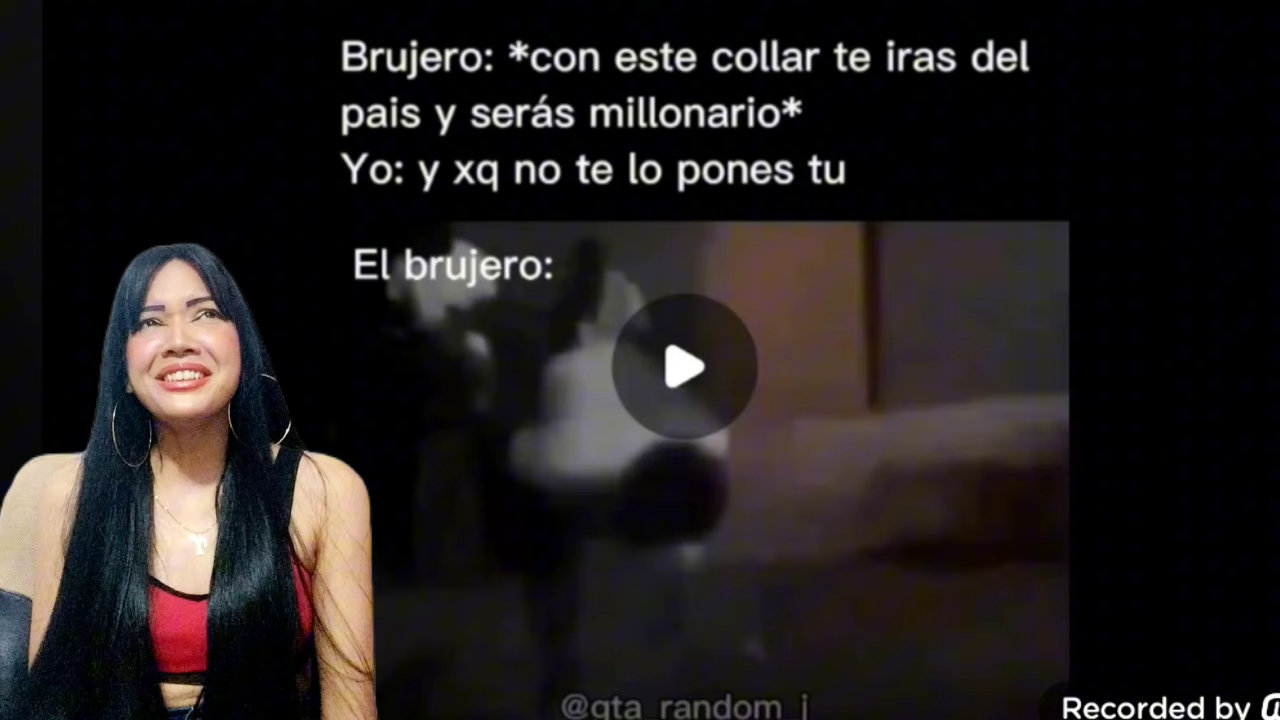 Brujero: *con este collar te iras del
pais y serás millonario*
Yo: y xq no te lo pones tu
El brujero:
@gta_random_j
Recorded by